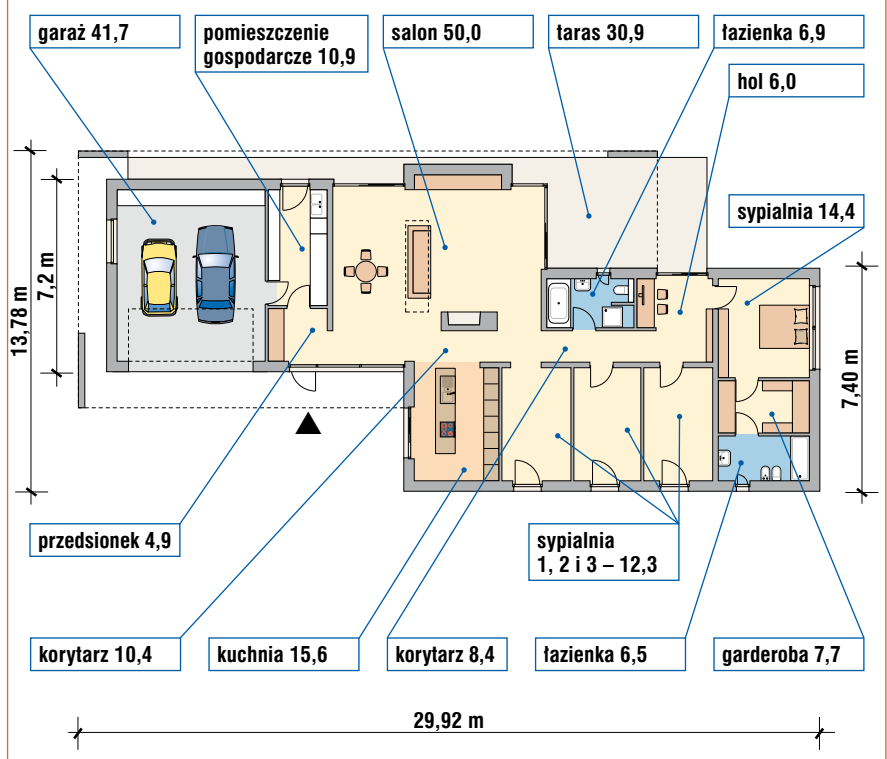 garaż 41,7
pomieszczenie
gospodarcze 10,9
salon 50,0
taras 30,9
łazienka 6,9
hol 6,0
sypialnia 14,4
13,78 m
7,2 m
7,40 m
przedsionek 4,9
sypialnia
1, 2 i 3 – 12,3
korytarz 10,4
kuchnia 15,6
korytarz 8,4
łazienka 6,5
garderoba 7,7
29,92 m